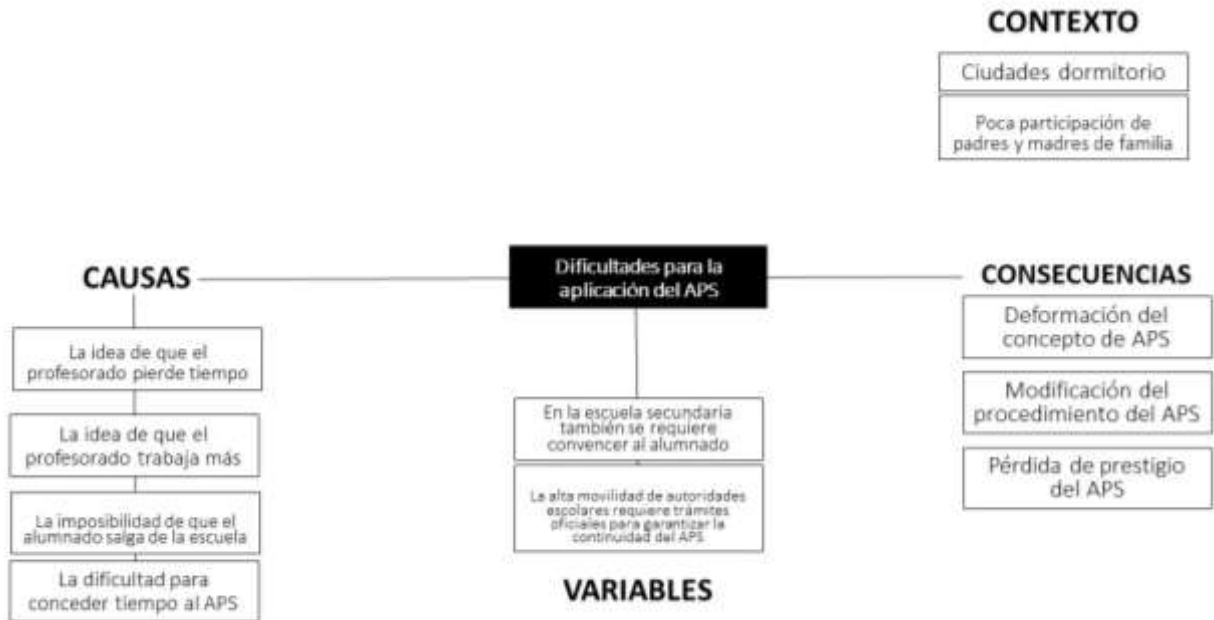 CONTEXTO
Ciudades dormitorio
Poca participación de
padres y madres de familia
CAUSAS
La idea de que el
profesorado pierde tiempo
La idea de que el
profesorado trabaja más
La imposibilidad de que el
alumnado salga de la escuela
La dificultad para
conceder tiempo al APS
Dificultades para la
aplicación del APS
En la escuela secundaria
también se requiere
convencer al alumnado
La alta movilidad de autoridades
escolares requiere trámites
oficiales para garantizar la
continuidad del APS
VARIABLES
CONSECUENCIAS
Deformación del
concepto de APS
Modificación del
procedimiento del APS
Pérdida de prestigio
del APS